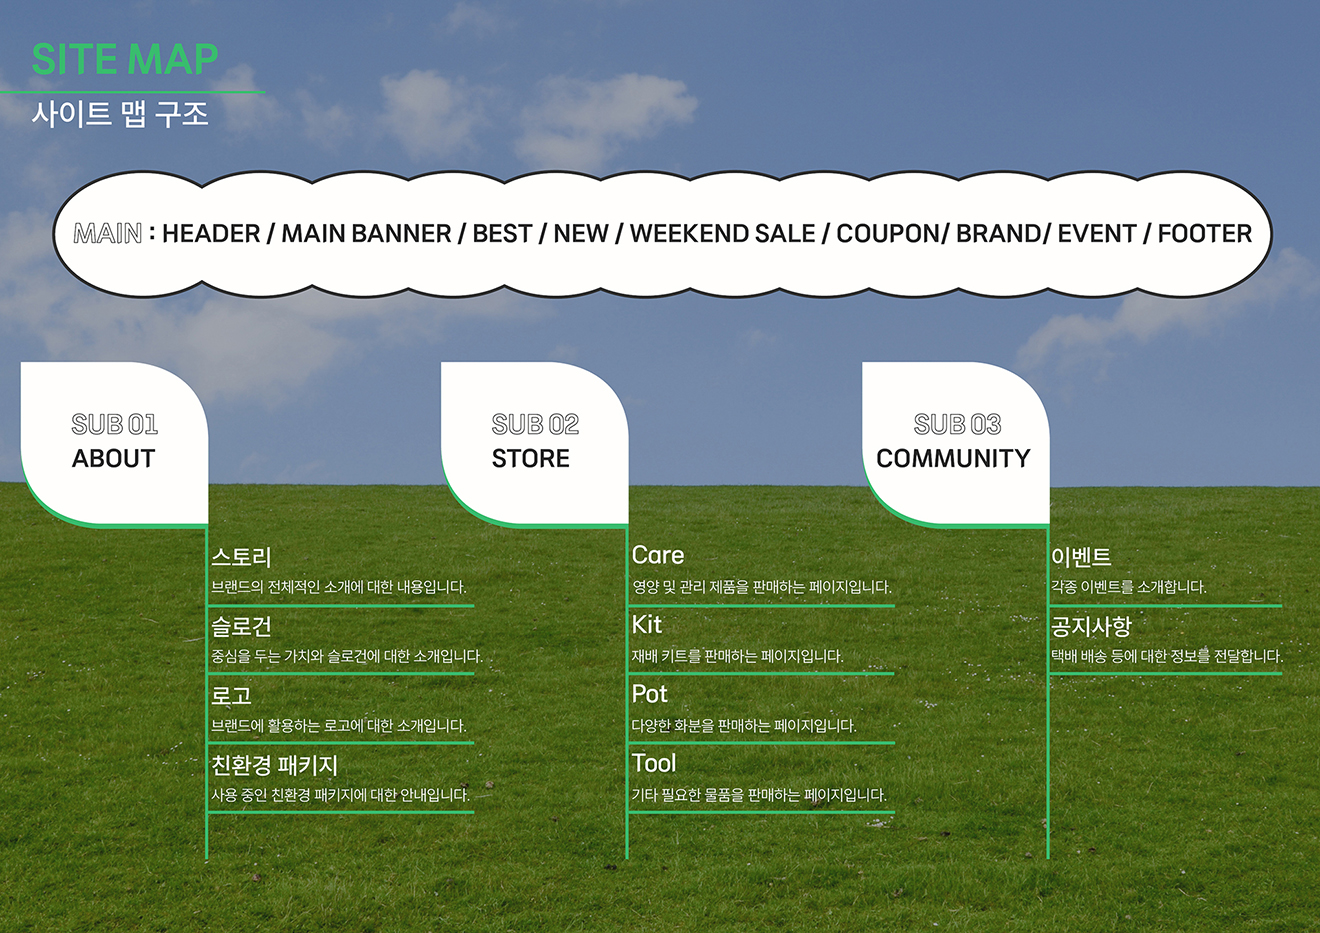 SITE MAP
사이트 맵 구조
MAIN : HEADER / MAIN BANNER / BEST / NEW / WEEKEND SALE / COUPON/ BRAND/ EVENT / FOOTER
SUB 01
ABOUT
스토리
브랜드의 전체적인 소개에 대한 내용입니다.
슬로건
중심을 두는 가치와 슬로건에 대한 소개입니다.
로고
브랜드에 활용하는 로고에 대한 소개입니다.
친환경 패키지
사용 중인 친환경 패키지에 대한 안내입니다.
SUB 02
STORE
Care
영양 및 관리 제품을 판매하는 페이지입니다.
Kit
재배 키트를 판매하는 페이지입니다.
Pot
다양한 화분을 판매하는 페이지입니다.
Tool
기타 필요한 물품을 판매하는 페이지입니다.
SUB 03
COMMUNITY
이벤트
각종 이벤트를 소개합니다.
공지사항
택배 배송 등에 대한 정보를 전달합니다.